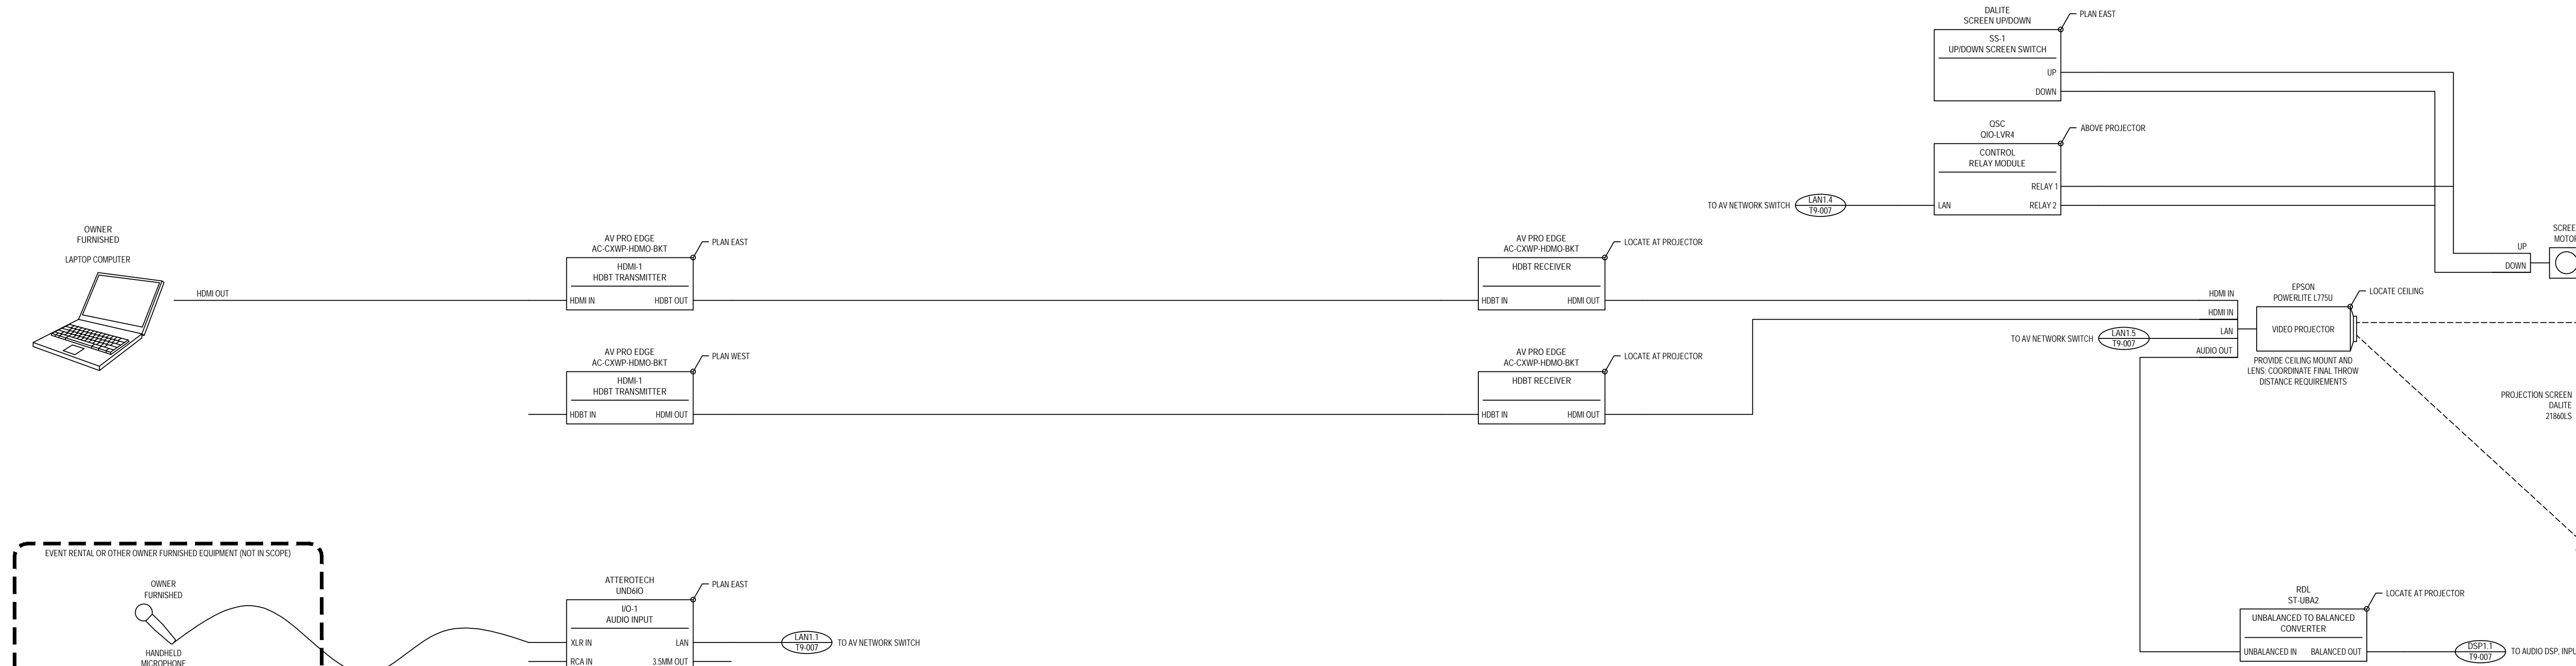 DALITE
SCREEN UP/DOWN
PLAN EAST
SS-1
UP/DOWN SCREEN SWITCH
UP
DOWN
QSC
QIO-LVR4
ABOVE PROJECTOR
CONTROL
RELAY MODULE
RELAY 1
LAN
RELAY 2
TO AV NETWORK SWITCH
LAN1.4
T9-007
OWNER
FURNISHED
LAPTOP COMPUTER
HDMI OUT
AV PRO EDGE
AC-CXWP-HDMO-BKT
PLAN EAST
HDMI-1
HDBT TRANSMITTER
HDMI IN
HDBT OUT
AV PRO EDGE
AC-CXWP-HDMO-BKT
LOCATE AT PROJECTOR
HDBT RECEIVER
HDBT IN
HDMI OUT
UP
DOWN
HDMI IN
HDMI IN
LAN
AUDIO OUT
TO AV NETWORK SWITCH
LAN1.5
T9-007
EPSON
POWERLITE L775U
LOCATE CEILING
VIDEO PROJECTOR
PROVIDE CEILING MOUNT AND
LENS: COORDINATE FINAL THROW
DISTANCE REQUIREMENTS
AV PRO EDGE
AC-CXWP-HDMO-BKT
PLAN WEST
HDMI-1
HDBT TRANSMITTER
HDBT IN
HDMI OUT
AV PRO EDGE
AC-CXWP-HDMO-BKT
LOCATE AT PROJECTOR
HDBT RECEIVER
HDBT IN
HDMI OUT
PROJECTION SCREEN
DALITE
21860LS
EVENT RENTAL OR OTHER OWNER FURNISHED EQUIPMENT (NOT IN SCOPE)
OWNER
FURNISHED
HANDHELD
MICROPHONE
ATTEROTECH
UND6IO
PLAN EAST
I/O-1
AUDIO INPUT
XLR IN
LAN
RCA IN
3.5MM OUT
LAN1.1
T9-007
TO AV NETWORK SWITCH
RDL
ST-UBA2
LOCATE AT PROJECTOR
UNBALANCED TO BALANCED
CONVERTER
UNBALANCED IN
BALANCED OUT
DSP1.1
T9-007
TO AUDIO DSP,